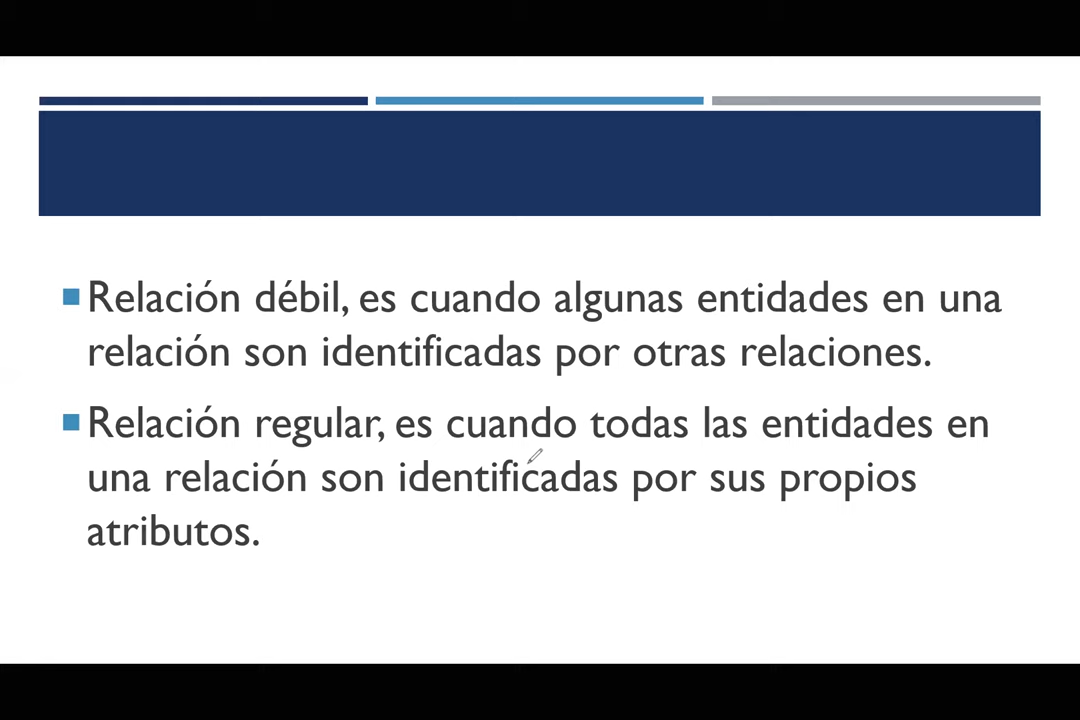 Relación débil, es cuando algunas entidades en una
relación son identificadas por otras relaciones.
Relación regular, es cuando todas las entidades en
una relación son identificadas por sus propios
atributos.